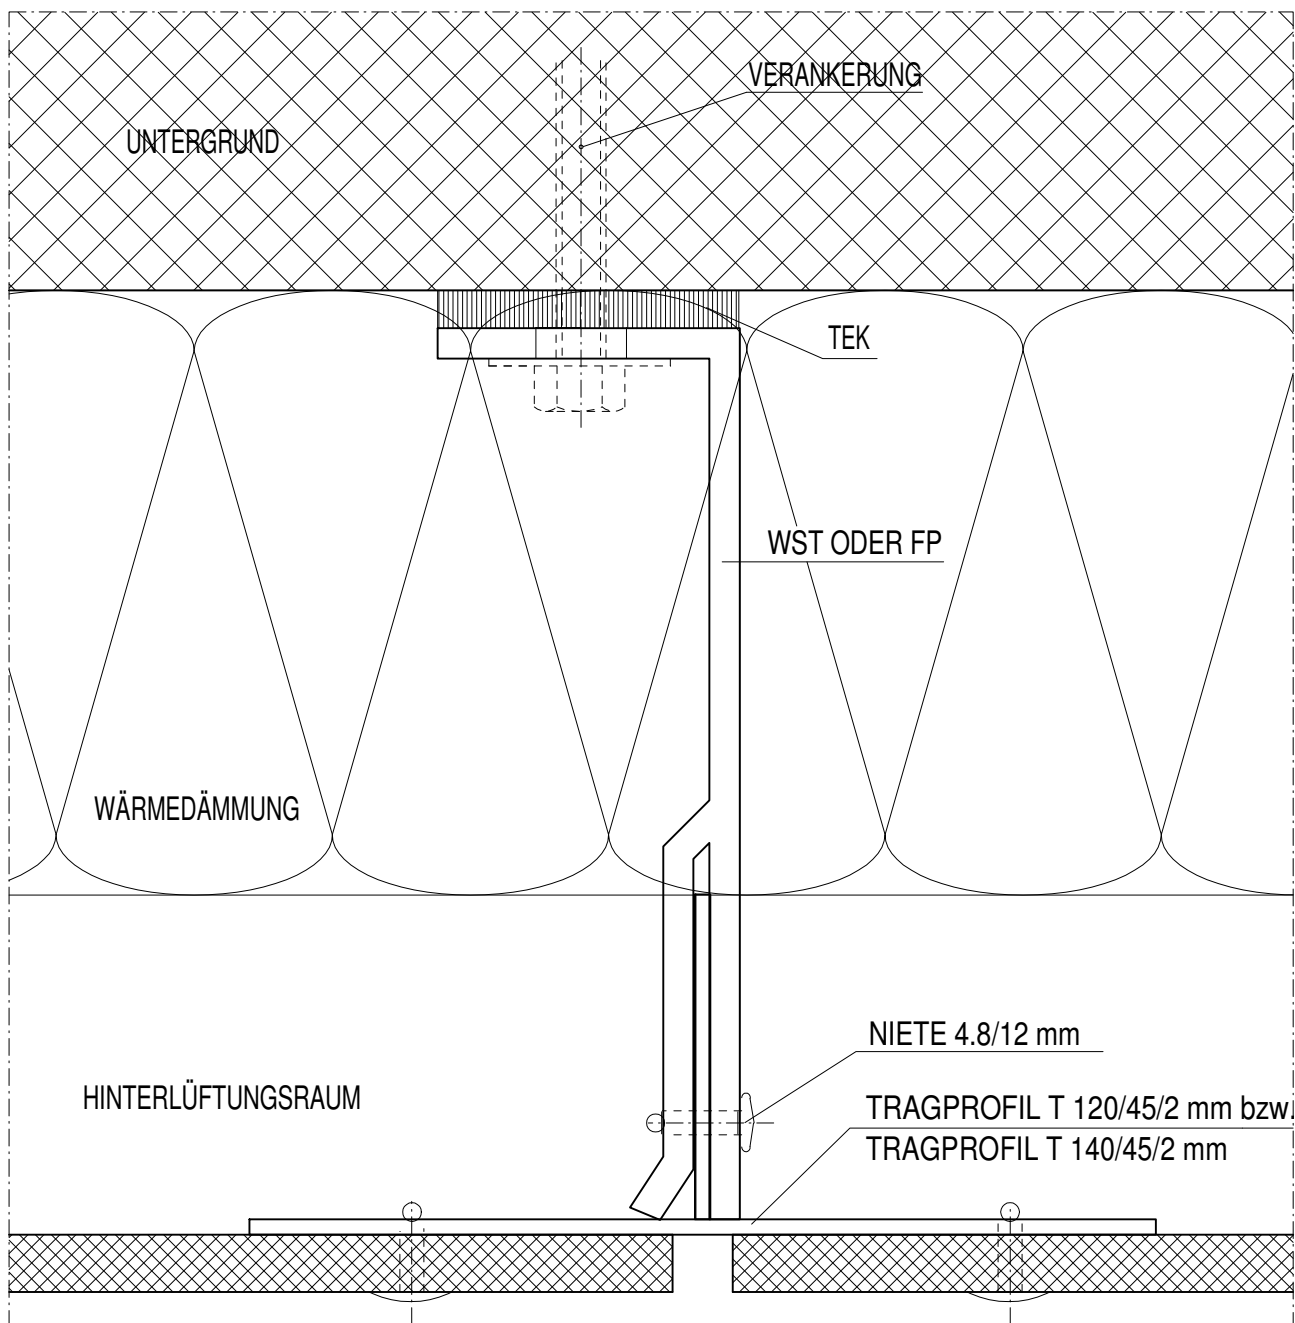 VERANKERUNG
UNTERGRUND
TEK
WST ODER FP
WÄRMEDÄMMUNG
NIETE 4.8/12 mm
HINTERLÜFTUNGSRAUM
TRAGPROFIL T 120/45/2 mm bzw.
TRAGPROFIL T 140/45/2 mm